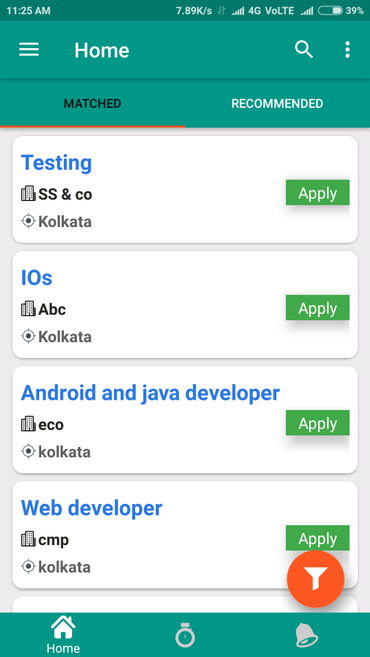 11:25 AM 7.89K/s 4G VoLTE 39%
Home
MATCHED RECOMMENDED
Testing
SS & co
Apply
Kolkata
IOs
Abc
Apply
Kolkata
Android and java developer
eco
Apply
kolkata
Web developer
cmp
Apply
kolkata
Home